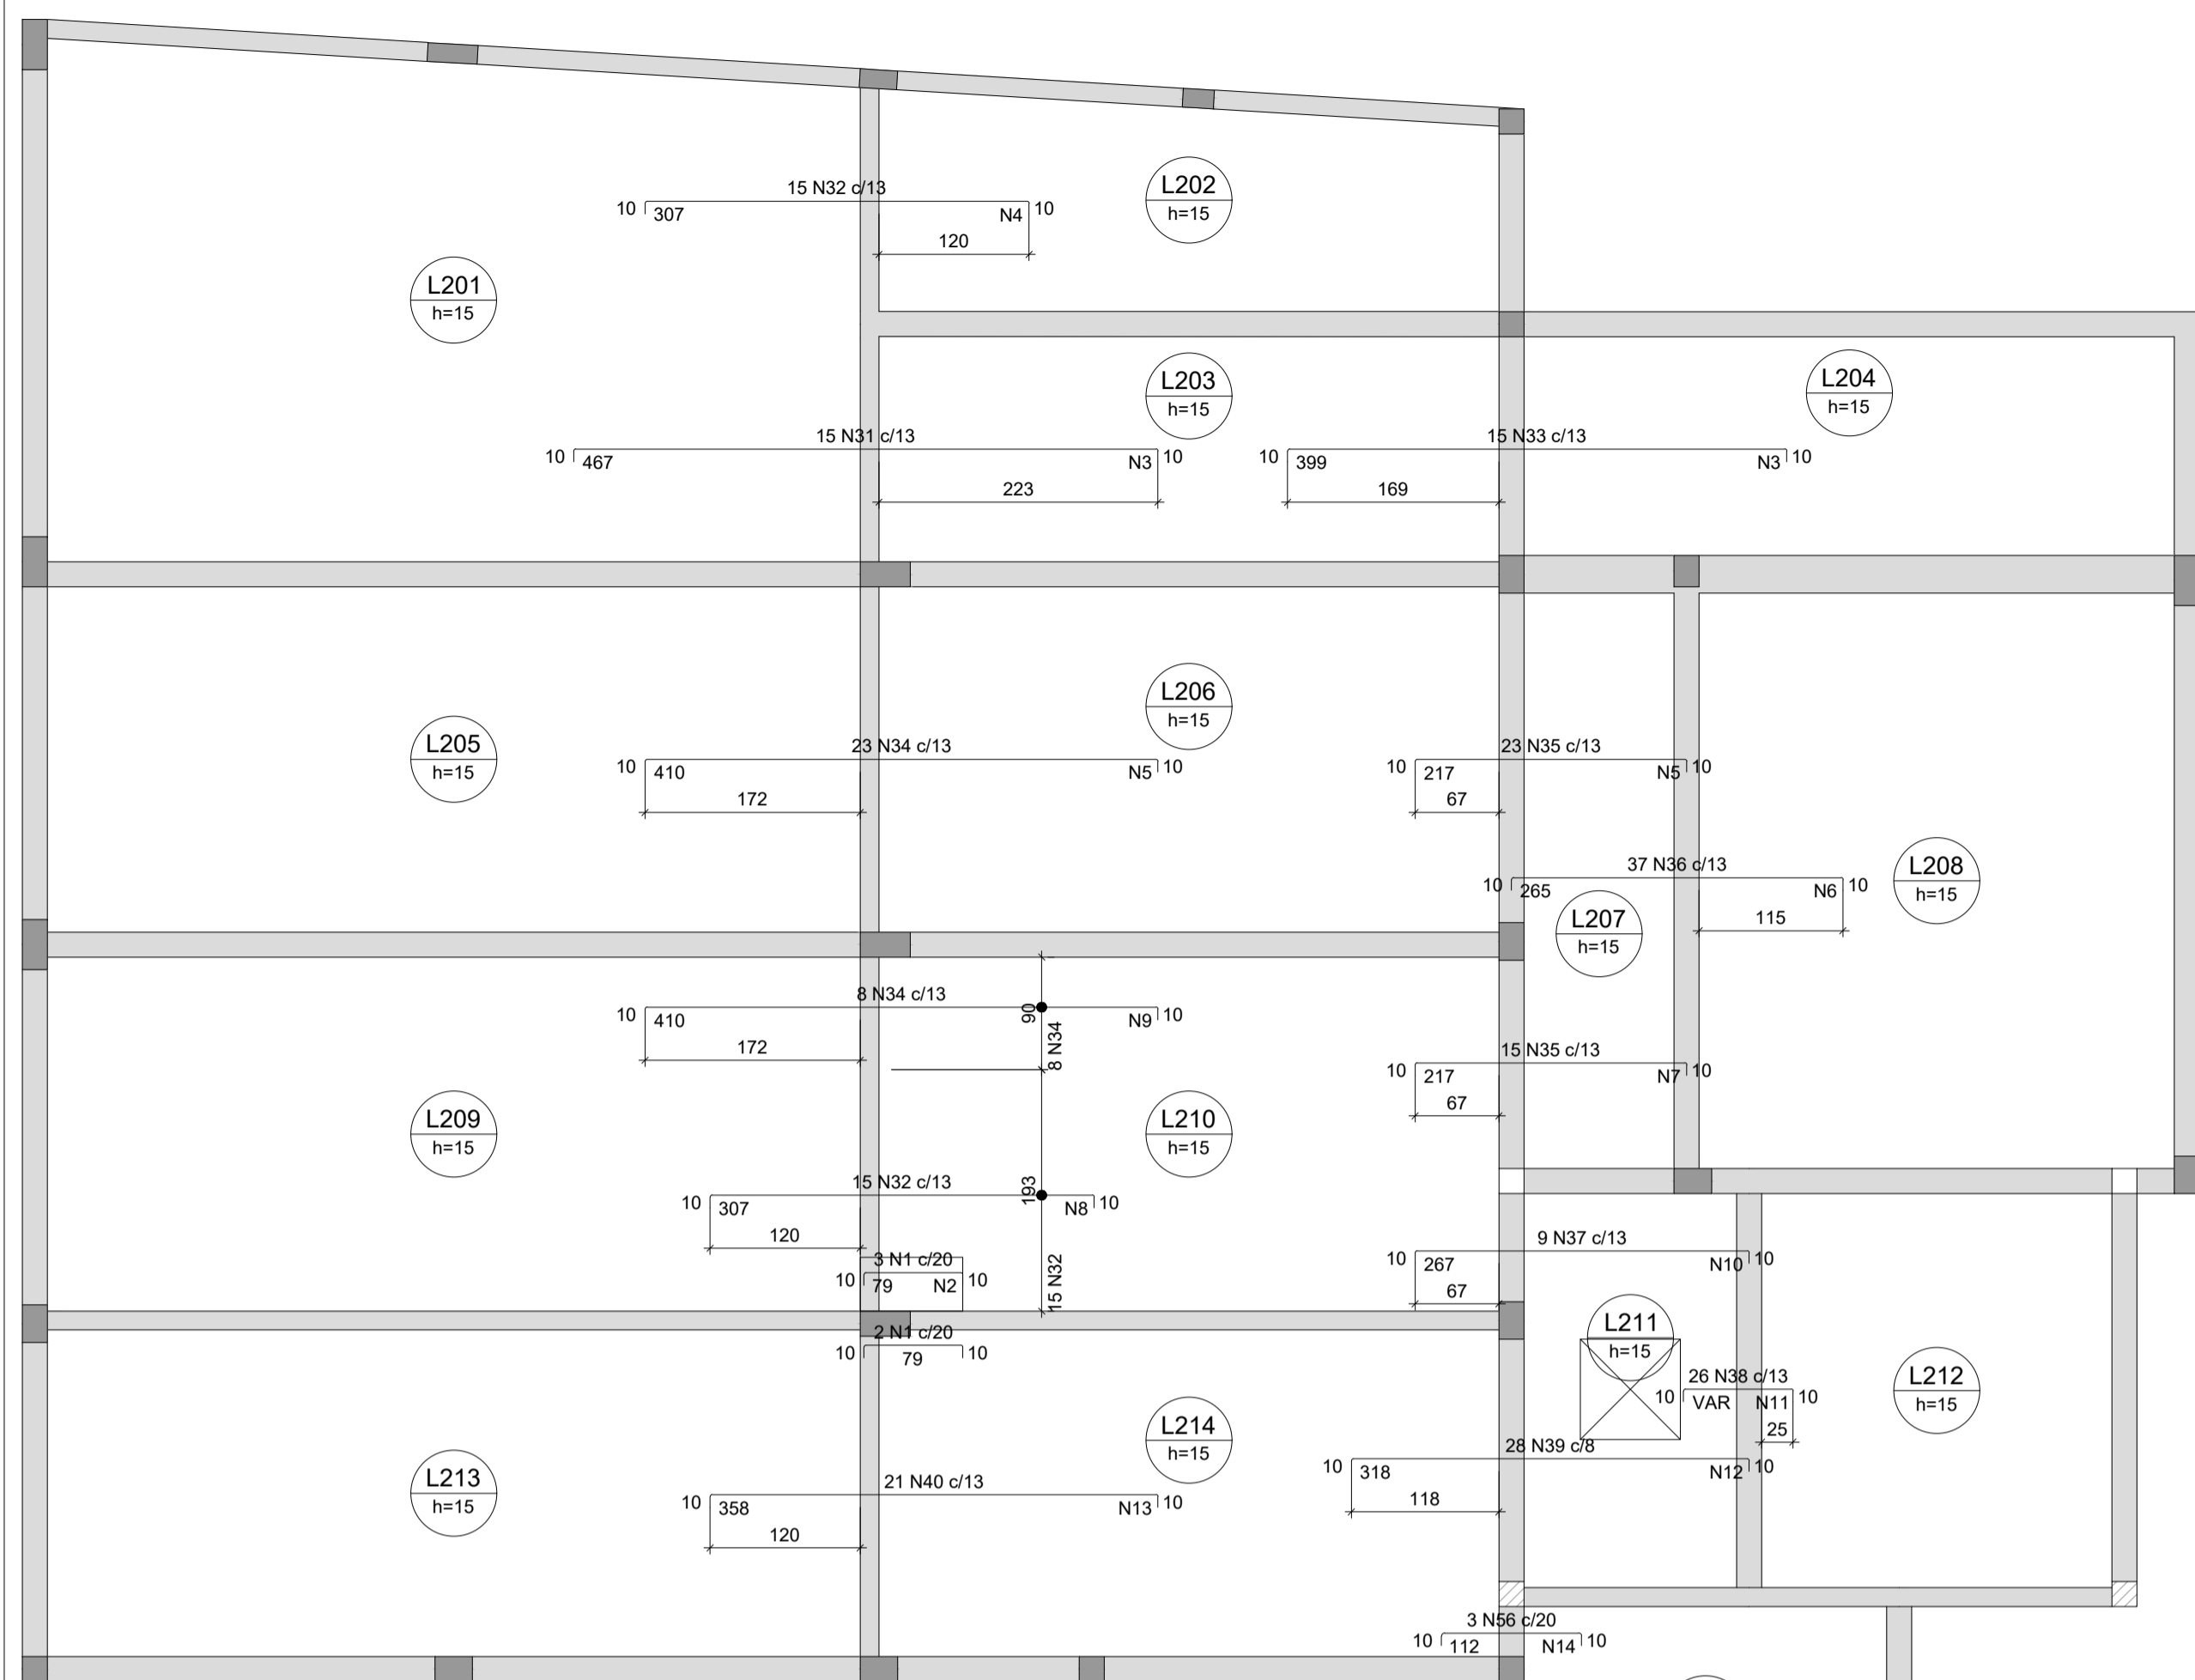 15 N32 c/13
10 307 N4 10
120
L202
h=15
L201
h=15
L203
h=15
L204
h=15
15 N31 c/13
10 467 N3 10
223
15 N33 c/13
10 399 N3 10
169
L205
h=15
L206
h=15
23 N34 c/13
10 410 N5 10
172
23 N35 c/13
10 217 N5 10
67
37 N36 c/13
10 265 N6 10
115
L207
h=15
L208
h=15
8 N34 c/13
10 410 N9 10
172
90
8 N34
15 N35 c/13
10 217 N7 10
67
L209
h=15
L210
h=15
15 N32 c/13
10 307 N8 10
120
193
15 N32
3 N1 c/20
10 79 N2 10
9 N37 c/13
10 267 N10 10
67
2 N1 c/20
10 79 10
L211
h=15
26 N38 c/13
10 VAR N11 10
25
L212
h=15
L213
h=15
L214
h=15
28 N39 c/8
10 318 N12 10
118
21 N40 c/13
10 358 N13 10
120
3 N56 c/20
10 112 N14 10